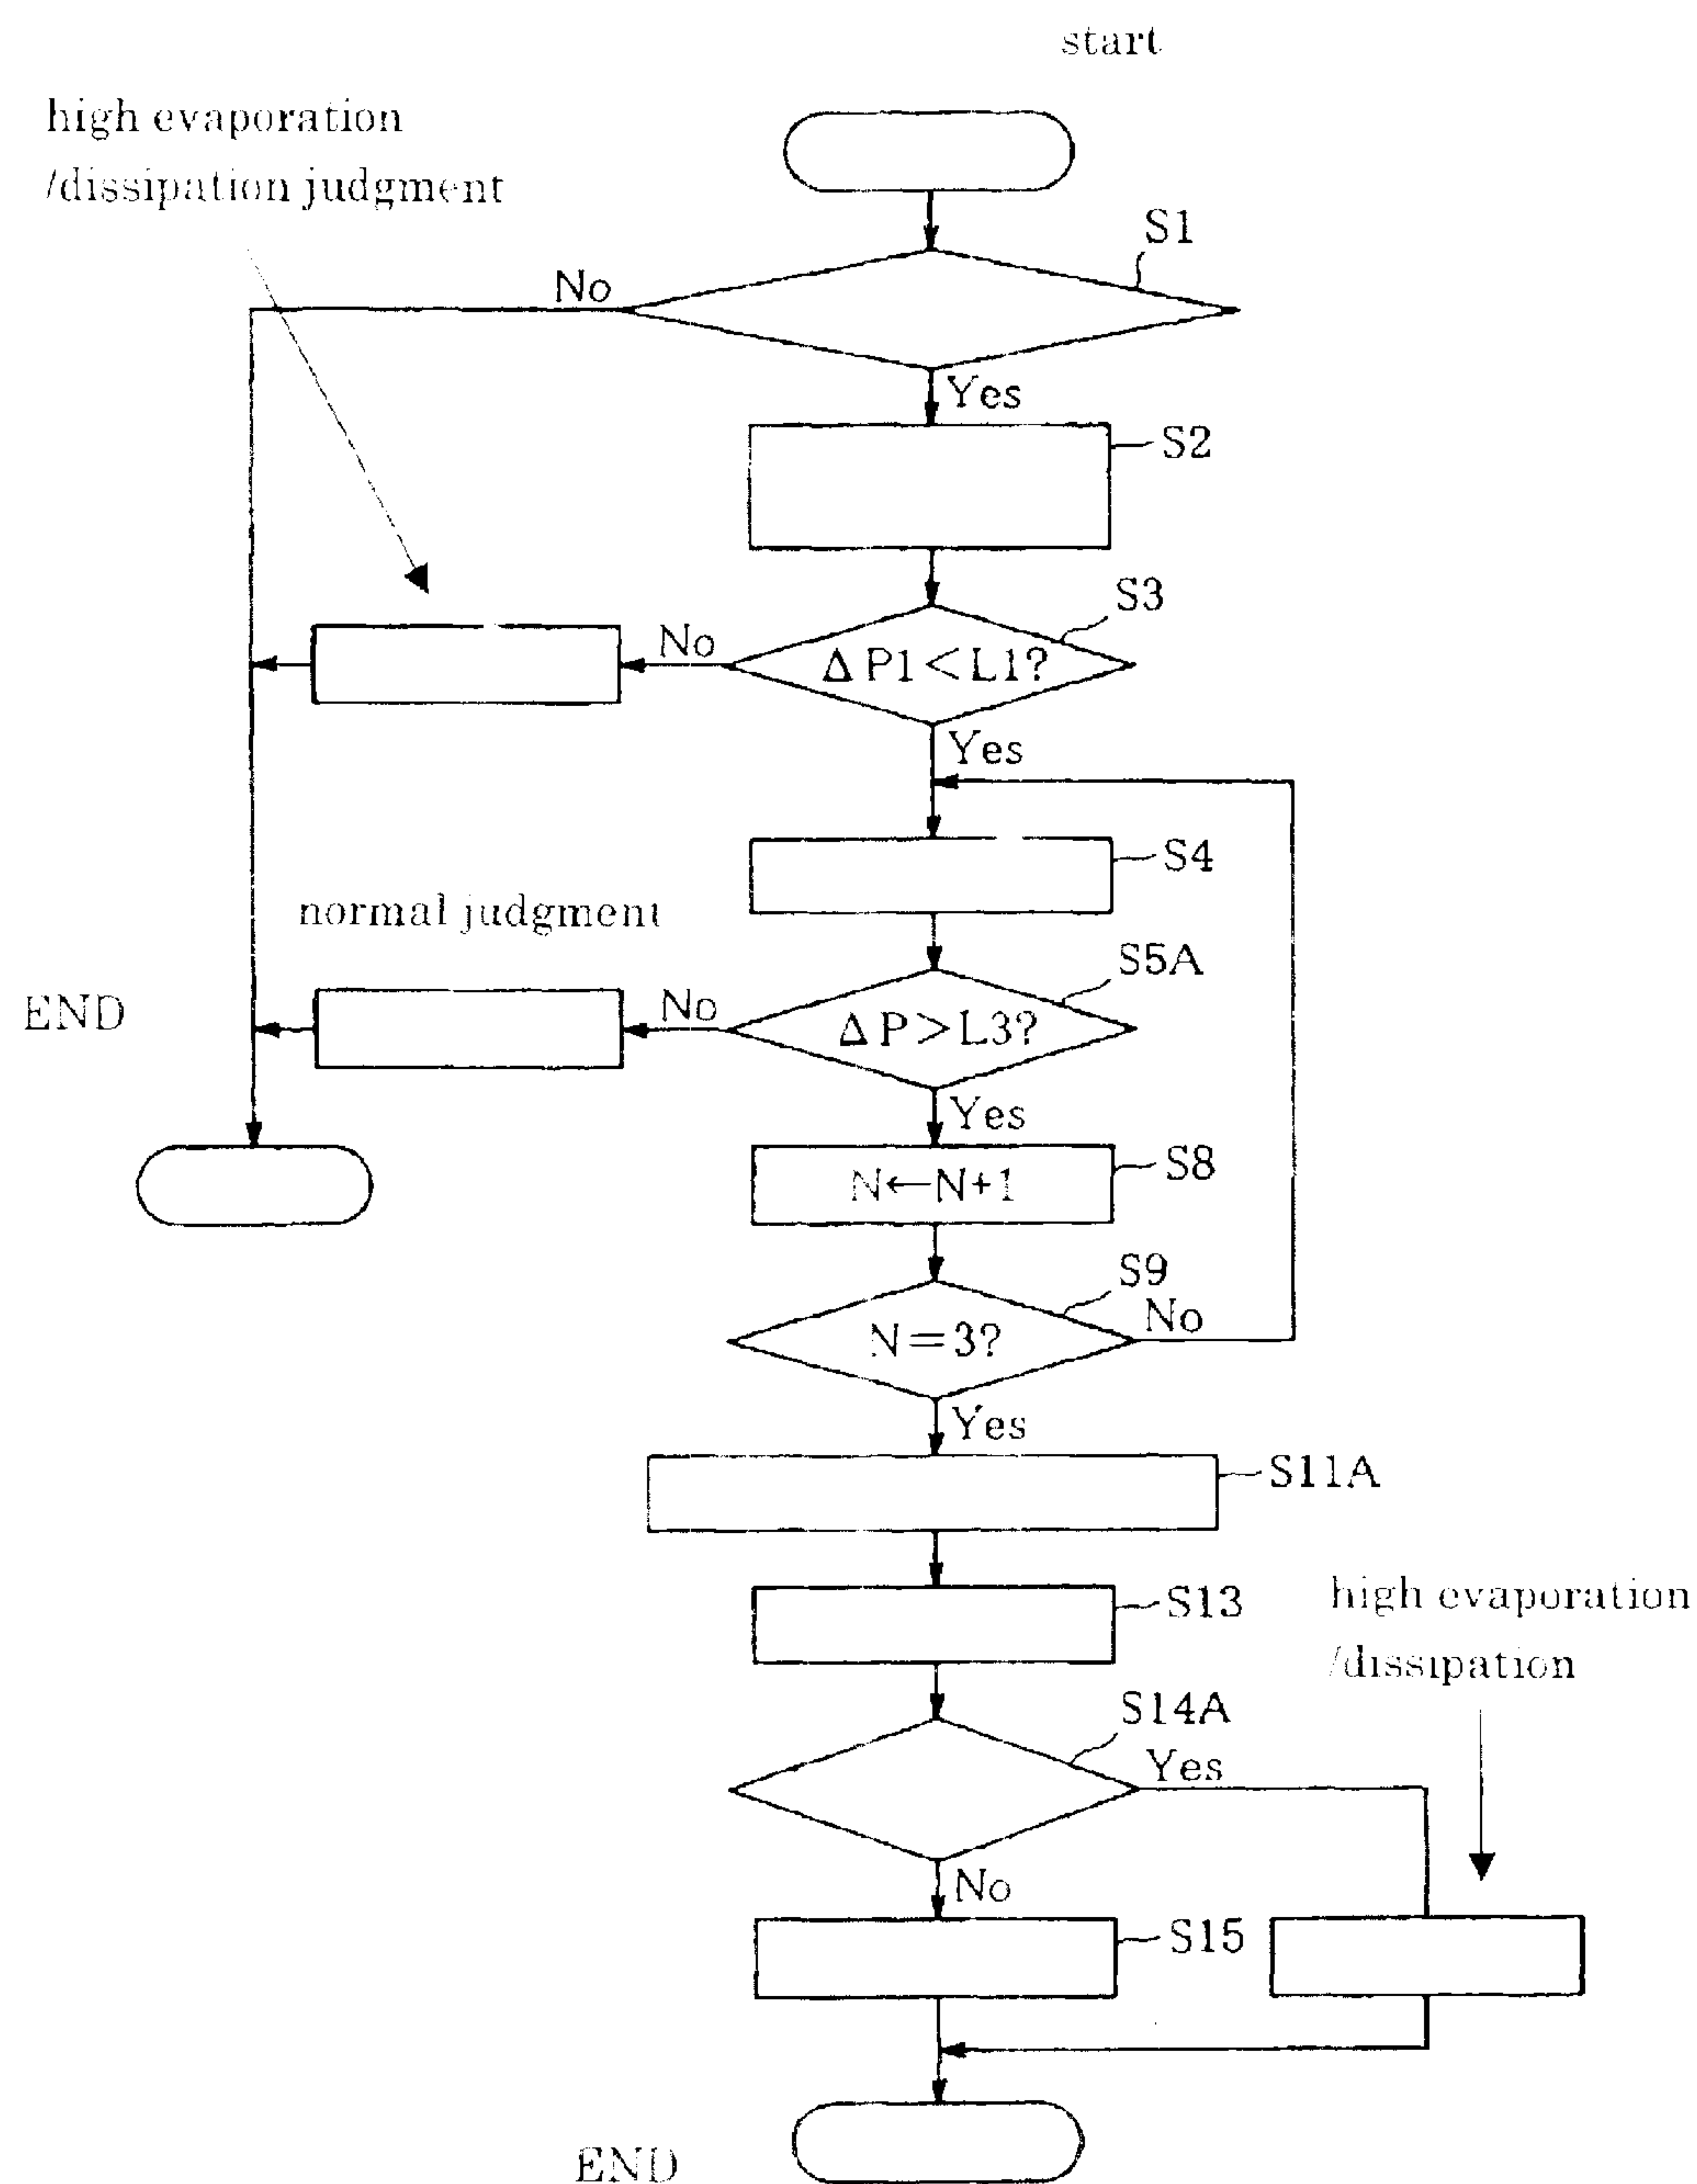 start
high evaporation
/dissipation judgment
S1
No
Yes
S2
S3
No
ΔP1<L1?
Yes
S4
normal judgment
S5A
END
No
ΔP>L3?
Yes
N←N+1
S8
S9
N=3?
No
Yes
S11A
S13
high evaporation
/dissipation
S14A
Yes
No
S15
END